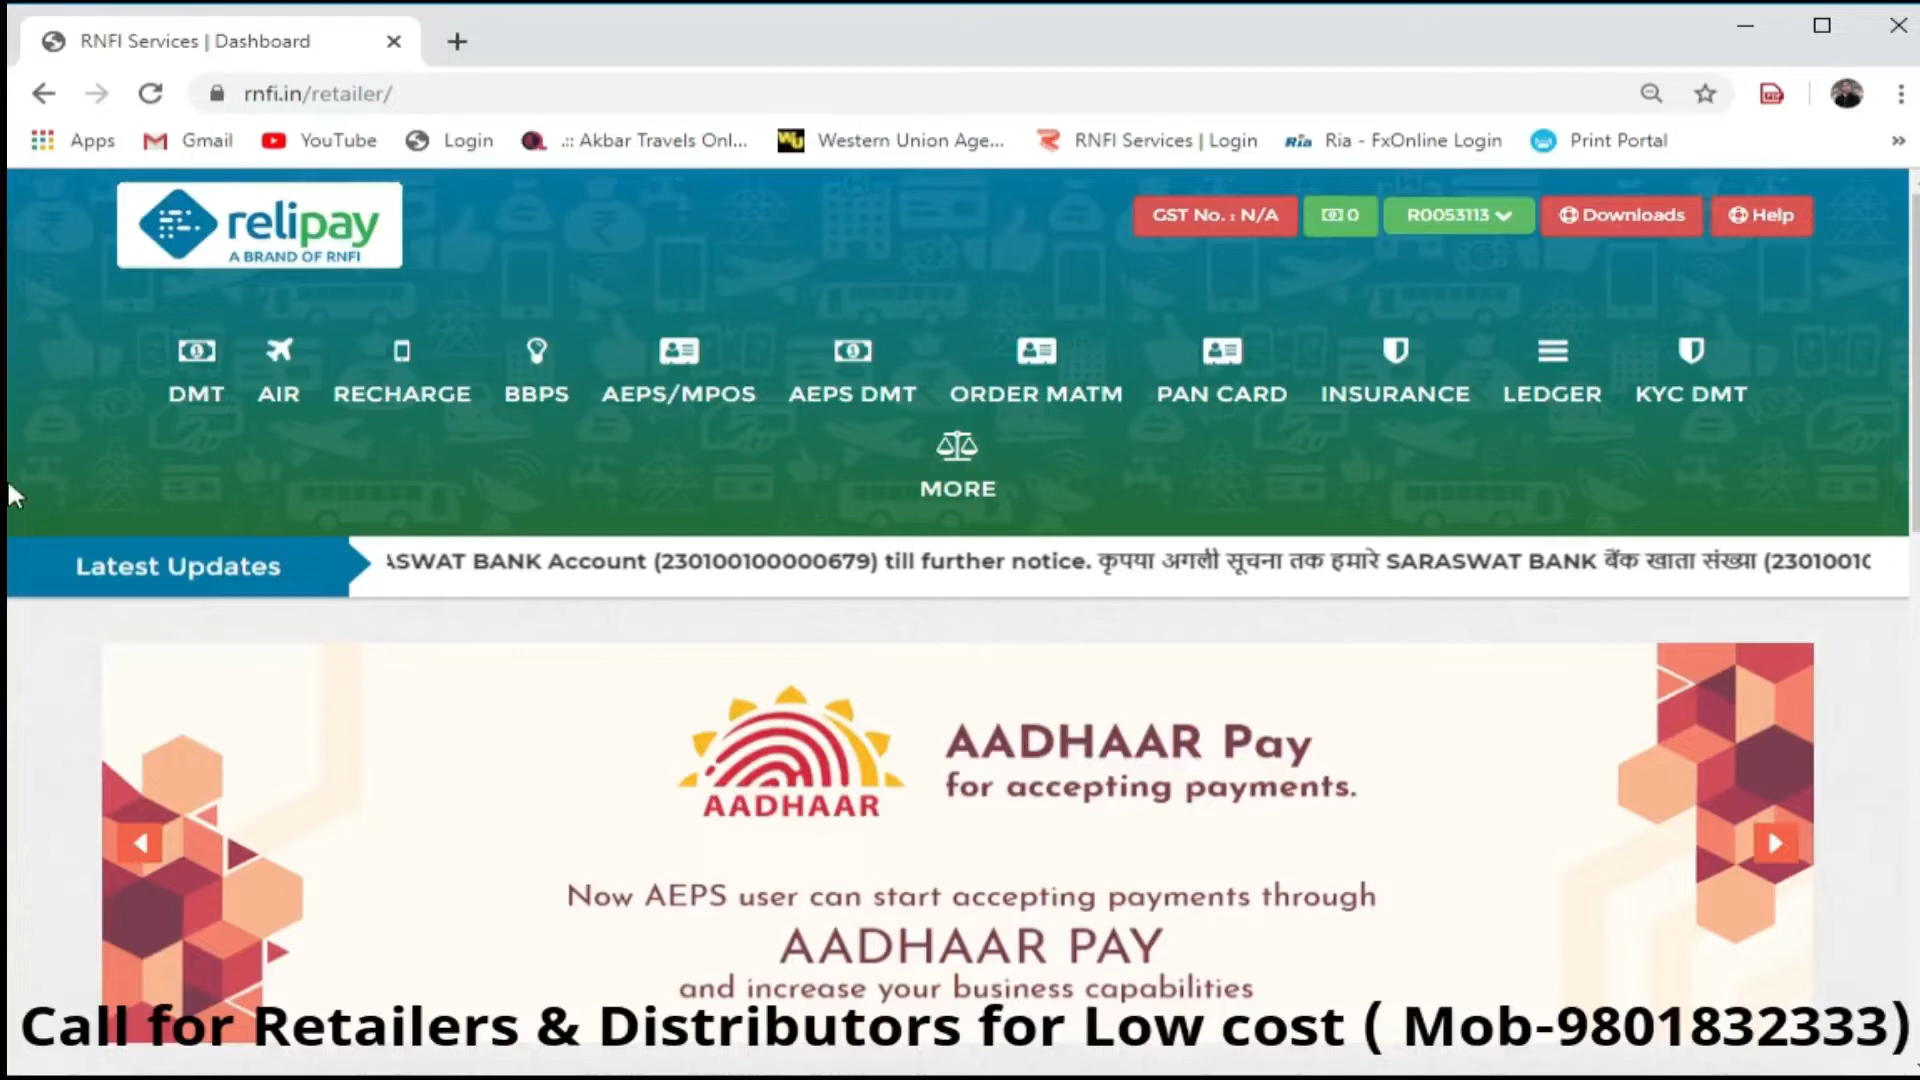 RNFI Services | Dashboard
rnfi.in/retailer/
Apps Gmail YouTube Login .:: Akbar Travels Onl... Western Union Age... RNFI Services | Login Ria Ria - FxOnline Login Print Portal »
relipay
A BRAND OF RNFI
GST No. : N/A 0 R0053113 Downloads Help
DMT AIR RECHARGE BBPS AEPS/MPOS AEPS DMT ORDER MATM PAN CARD INSURANCE LEDGER KYC DMT
MORE
Latest Updates ASWAT BANK Account (230100100000679) till further notice. कृपया अगली सूचना तक हमारे SARASWAT BANK बैंक खाता संख्या (2301001
AADHAAR
AADHAAR Pay
for accepting payments.
Now AEPS user can start accepting payments through
AADHAAR PAY
and increase your business capabilities
Call for Retailers & Distributors for Low cost ( Mob-9801832333)